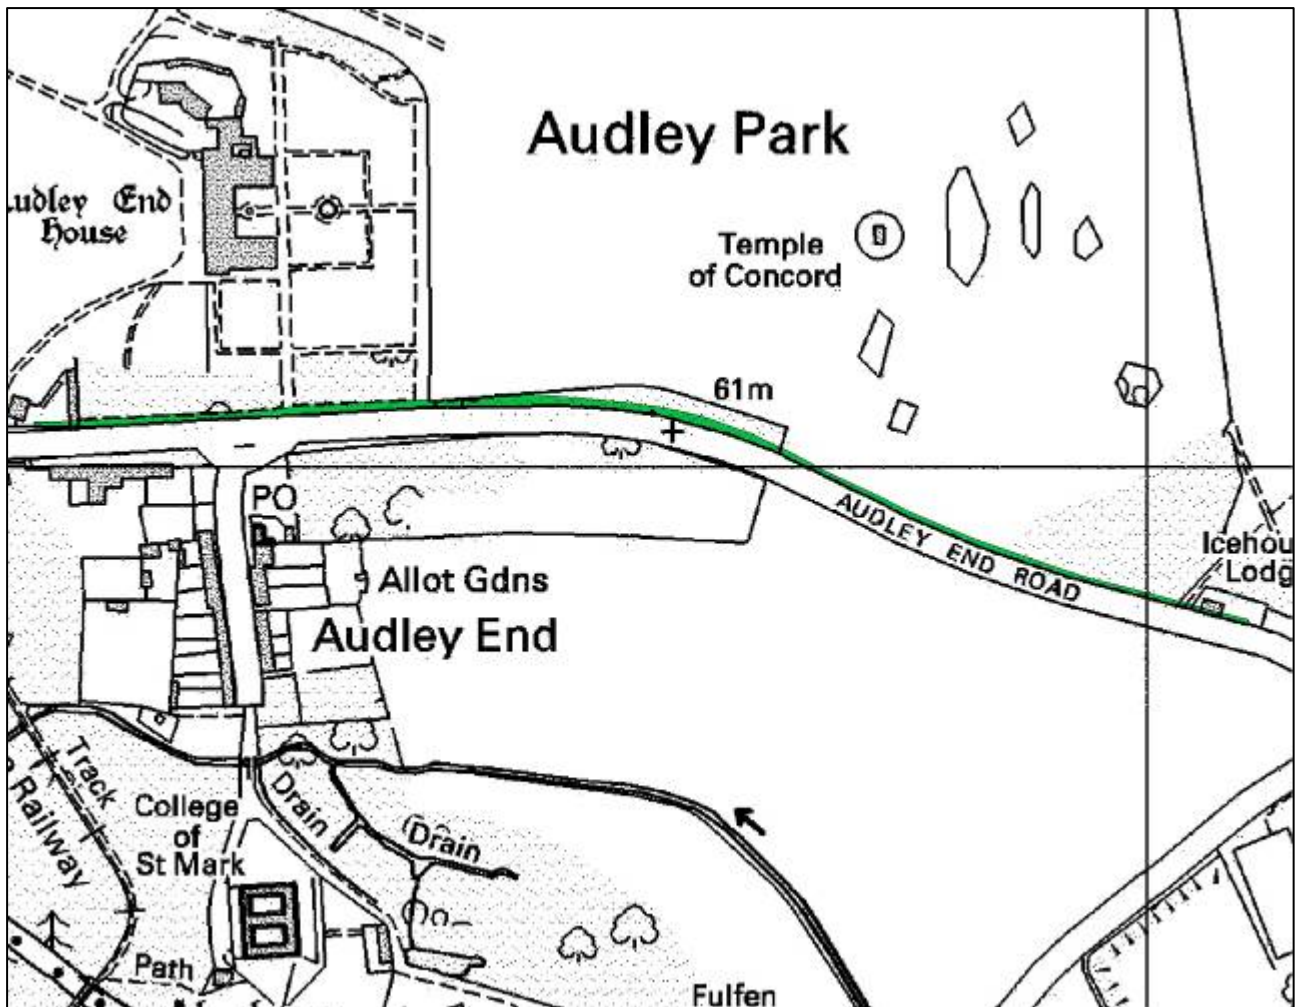 Audley Park
udley End
House
Temple
of Concord
61m
PO
AUDLEY END ROAD
Icehou
Lodg
Allot Gdns
Audley End
Track
Railway
College
of
St Mark
Drain
Drain
Path
Fulfen